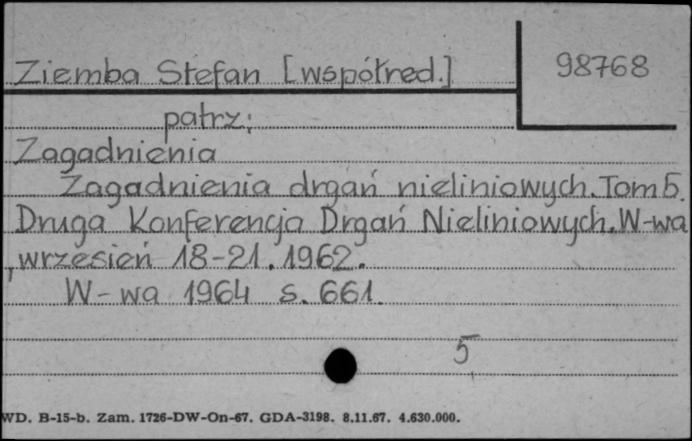 Ziemba Stefan [współred.]
98768
patrz:
Zagadnienia
Zagadnienia drgań nieliniowych. Tom 5.
Druga Konferencja Drgań Nieliniowych. W-wa
, wrzesień 18-21. 1962.
W-wa 1964 s. 661.
5
WD. B-15-b. Zam. 1726-DW-On-67. GDA-3198. 8.11.67. 4.630.000.